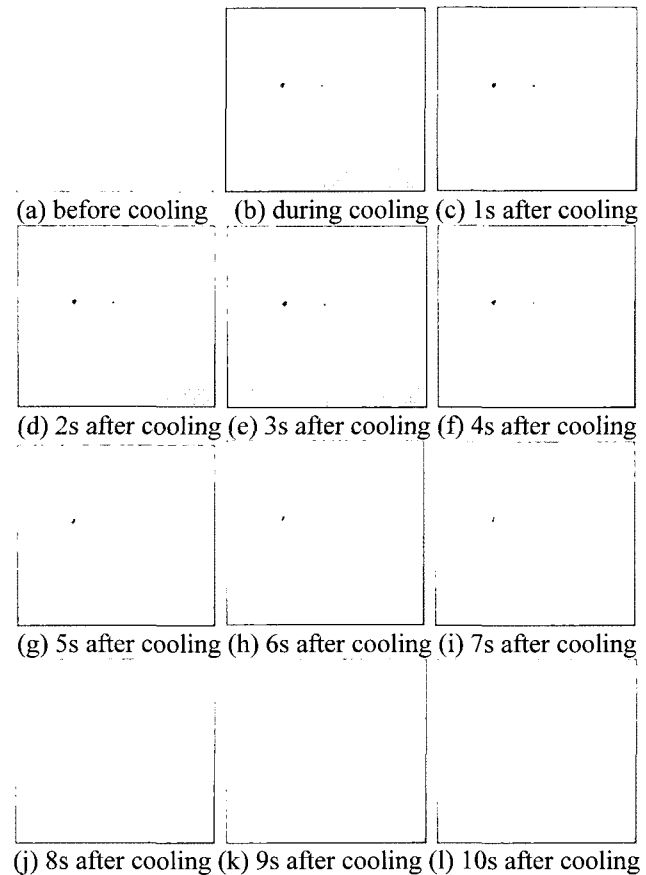 (a) before cooling (b) during cooling (c) 1s after cooling
(d) 2s after cooling (e) 3s after cooling (f) 4s after cooling
(g) 5s after cooling (h) 6s after cooling (i) 7s after cooling
(j) 8s after cooling (k) 9s after cooling (l) 10s after cooling